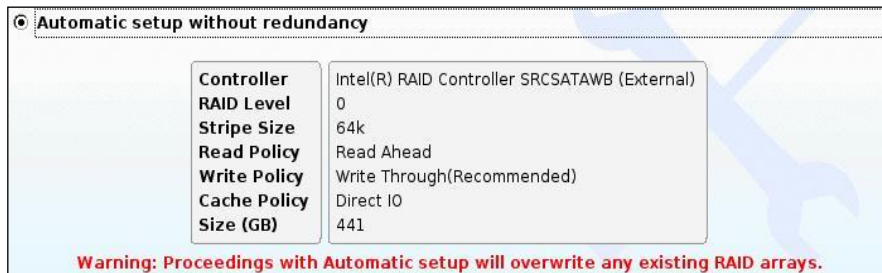 Automatic setup without redundancy
Controller Intel(R) RAID Controller SRCSATAWB (External)
RAID Level 0
Stripe Size 64k
Read Policy Read Ahead
Write Policy Write Through(Recommended)
Cache Policy Direct IO
Size (GB) 441
Warning: Proceedings with Automatic setup will overwrite any existing RAID arrays.